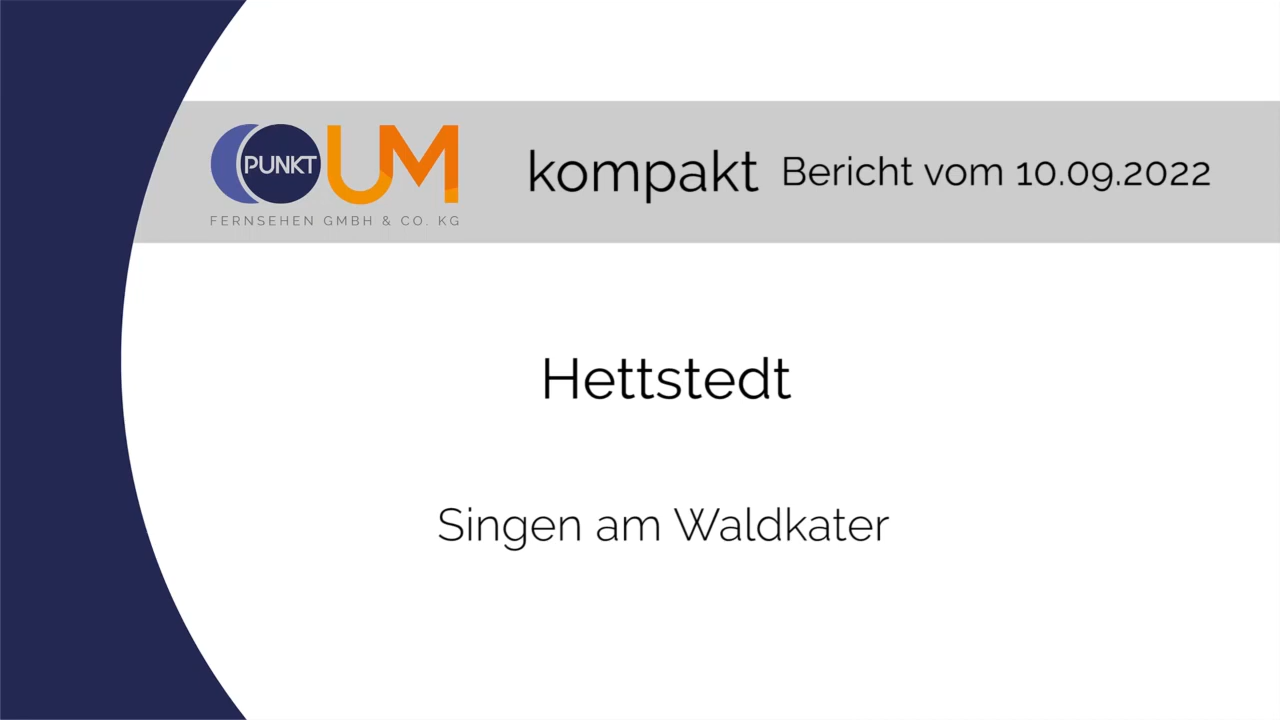 PUNKT UM
FERNSEHEN GMBH & CO. KG
kompakt Bericht vom 10.09.2022
Hettstedt
Singen am Waldkater